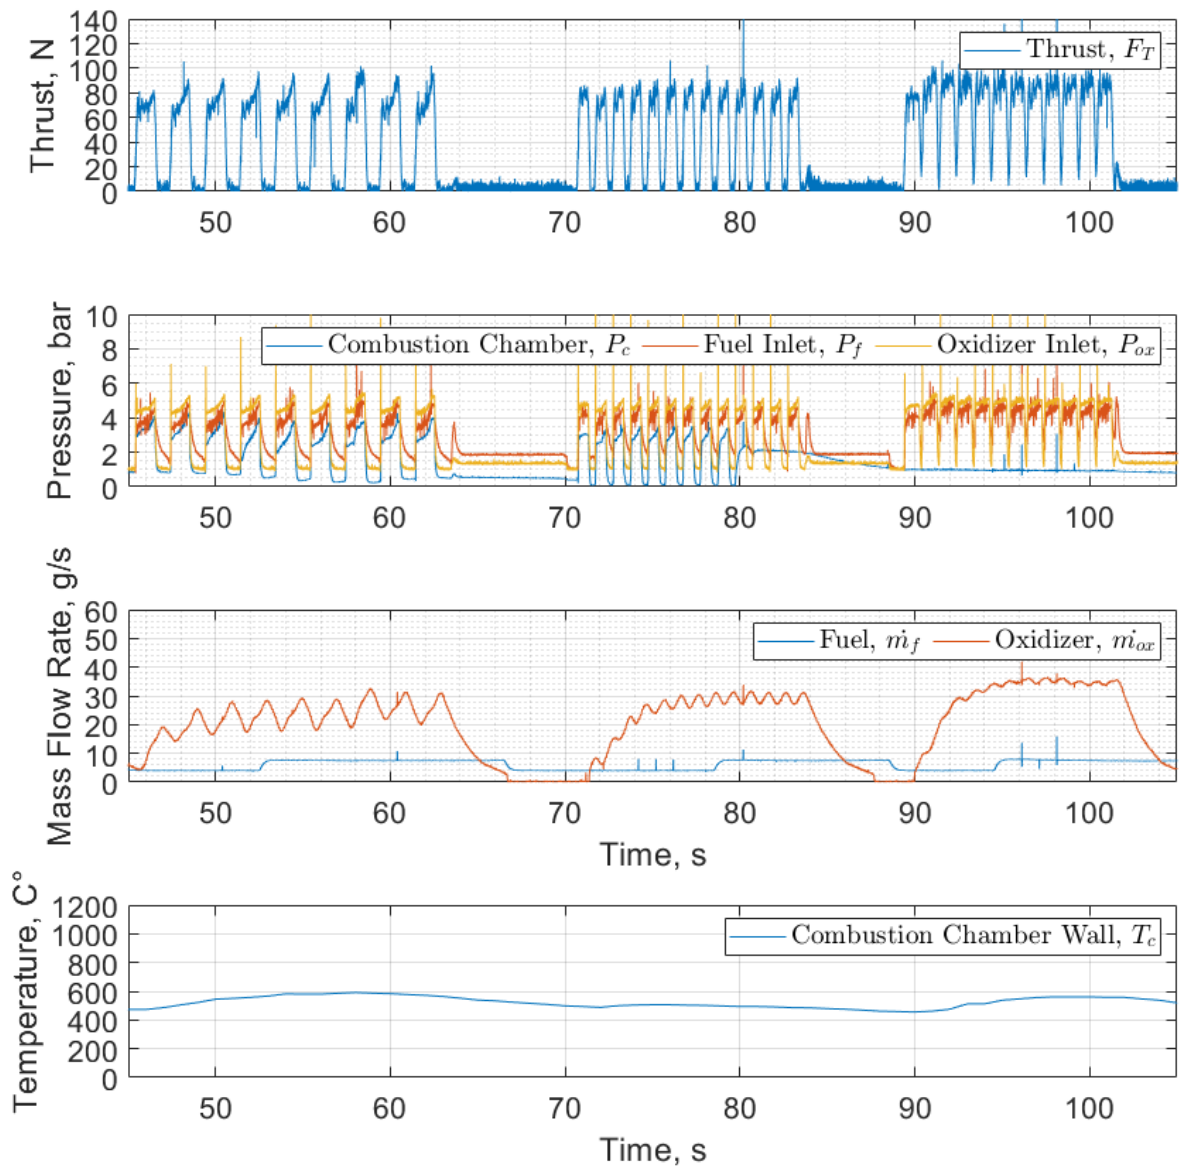 Thrust, N
140
120
100
80
60
40
20
0
Thrust, F_T
50 60 70 80 90 100
Pressure, bar
10
8
6
4
2
0
Combustion Chamber, P_c Fuel Inlet, P_f Oxidizer Inlet, P_ox
50 60 70 80 90 100
Mass Flow Rate, g/s
60
50
40
30
20
10
0
Fuel, ṁ_f Oxidizer, ṁ_ox
50 60 70 80 90 100
Time, s
Temperature, C°
1200
1000
800
600
400
200
0
Combustion Chamber Wall, T_c
50 60 70 80 90 100
Time, s